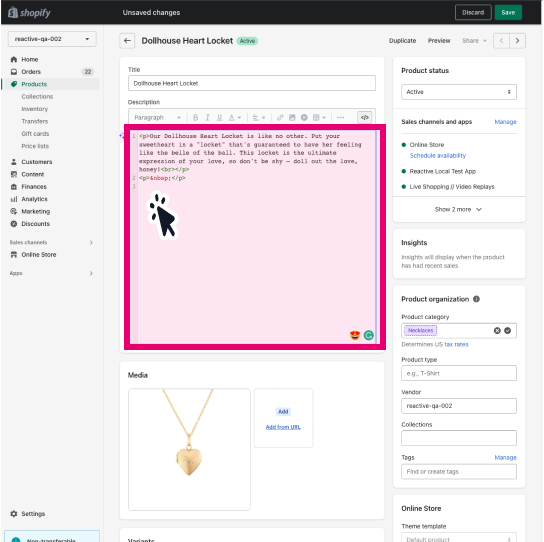 shopify
Unsaved changes
Discard
Save
reactive-qa-002
Home
Orders
22
Products
Collections
Inventory
Transfers
Gift cards
Price lists
Customers
Content
Finances
Analytics
Marketing
Discounts
Sales channels
Online Store
Apps
Settings
Non-transferable
Dollhouse Heart Locket
Active
Duplicate
Preview
Share
Title
Dollhouse Heart Locket
Description
Paragraph
B
I
U
A
</>
1 <p>Our Dollhouse Heart Locket is like no other. Put your
sweetheart in a "locket" that's guaranteed to have her feeling
like the belle of the ball. This locket is the ultimate
expression of your love, so don't be shy — doll out the love,
honey!<br></p>
2 <p>&nbsp;</p>
3
Media
Add
Add from URL
Variants
Product status
Active
Sales channels and apps
Manage
Online Store
Schedule availability
Reactive Local Test App
Live Shopping // Video Replays
Show 2 more
Insights
Insights will display when the product
has had recent sales
Product organization
Product category
Necklaces
Determines US tax rates
Product type
e.g., T-Shirt
Vendor
reactive-qa-002
Collections
Tags
Manage
Find or create tags
Online Store
Theme template
Default product